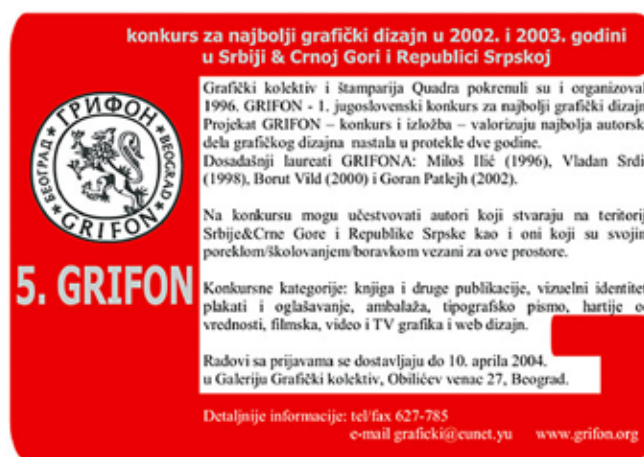 konkurs za najbolji grafički dizajn u 2002. i 2003. godini
u Srbiji & Crnoj Gori i Republici Srpskoj
ГРИФОН
БЕОГРАД
BEOGRAD
GRIFON
5. GRIFON
Grafički kolektiv i štamparija Quadra pokrenuli su i organizoval
1996. GRIFON - 1. jugoslovenski konkurs za najbolji grafički dizajn
Projekat GRIFON – konkurs i izložba – valorizuju najbolja autorsk
dela grafičkog dizajna nastala u protekle dve godine.
Dosadašnji laureati GRIFONA: Miloš Ilić (1996), Vladan Srdi
(1998), Borut Vild (2000) i Goran Patlejh (2002).
Na konkursu mogu učestvovati autori koji stvaraju na teritorij
Srbije&Crne Gore i Republike Srpske kao i oni koji su svojim
poreklom/školovanjem/boravkom vezani za ove prostore.
Konkursne kategorije: knjiga i druge publikacije, vizuelni identitet
plakati i oglašavanje, ambalaža, tipografsko pismo, hartije od
vrednosti, filmska, video i TV grafika i web dizajn.
Radovi sa prijavama se dostavljaju do 10. aprila 2004.
u Galeriju Grafički kolektiv, Obilićev venac 27, Beograd.
Detaljnije informacije: tel/fax 627-785
e-mail graficki@eunet.yu www.grifon.org